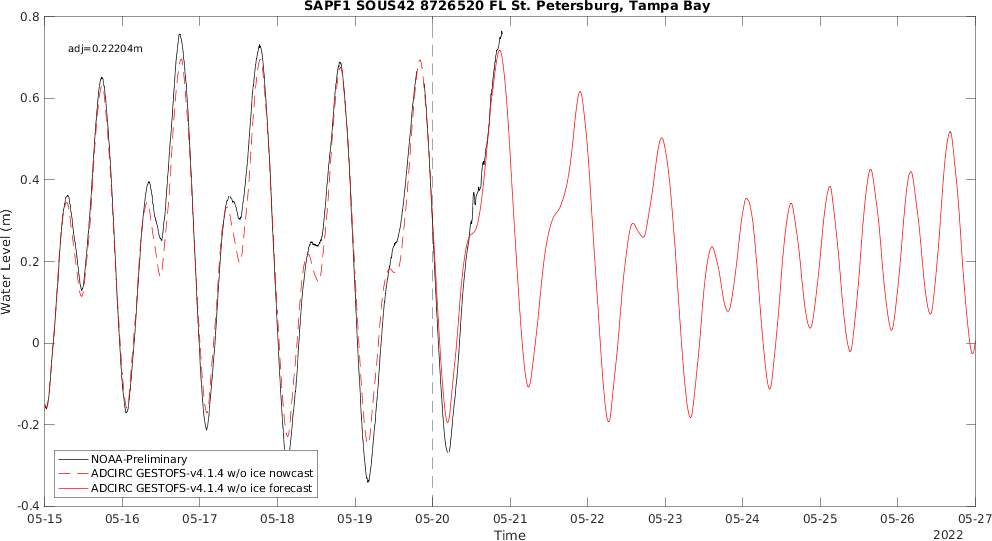 SAPF1 SOUS42 8726520 FL St. Petersburg, Tampa Bay
adj=0.22204m
0.8
0.6
0.4
0.2
0
-0.2
-0.4
Water Level (m)
NOAA-Preliminary
ADCIRC GESTOFS-v4.1.4 w/o ice nowcast
ADCIRC GESTOFS-v4.1.4 w/o ice forecast
05-15 05-16 05-17 05-18 05-19 05-20 05-21 05-22 05-23 05-24 05-25 05-26 05-27
Time
2022